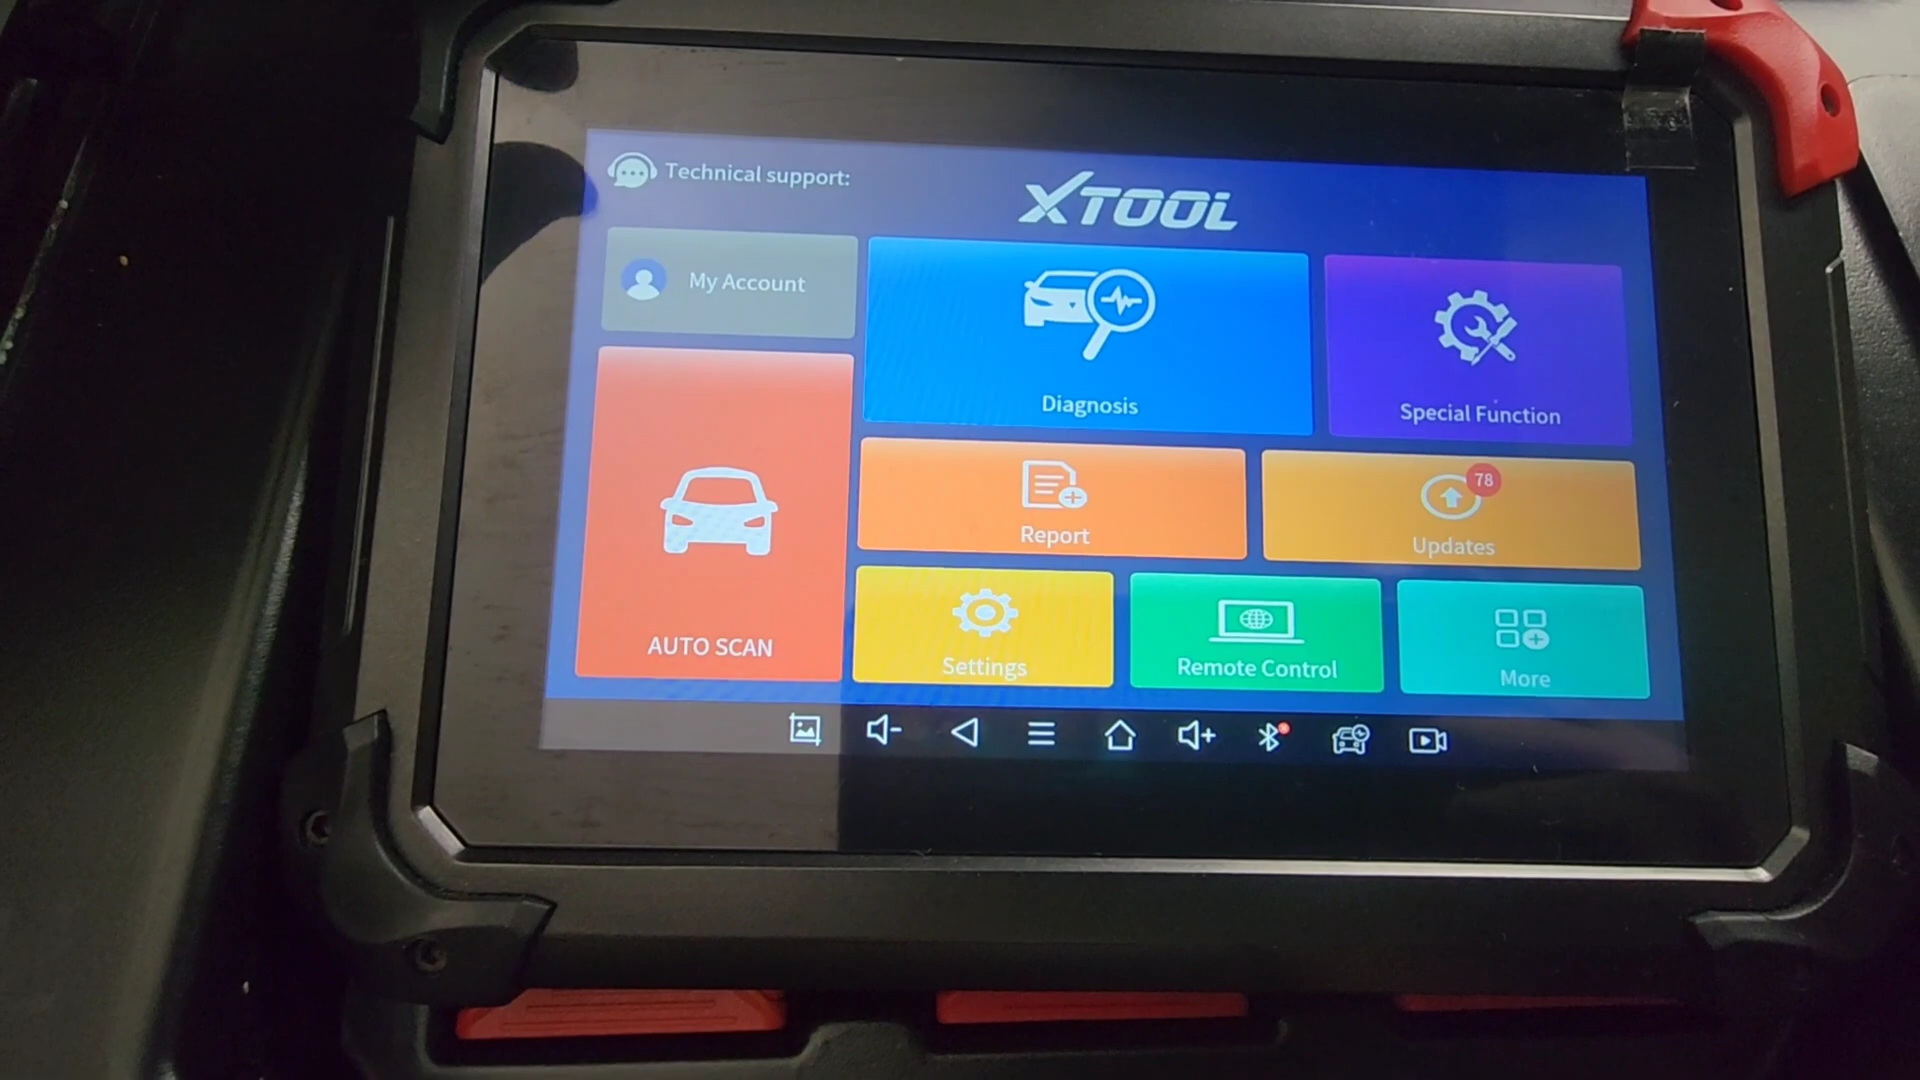 Technical support:
XTOOL
My Account
Diagnosis
Special Function
AUTO SCAN
Report
78
Updates
Settings
Remote Control
More